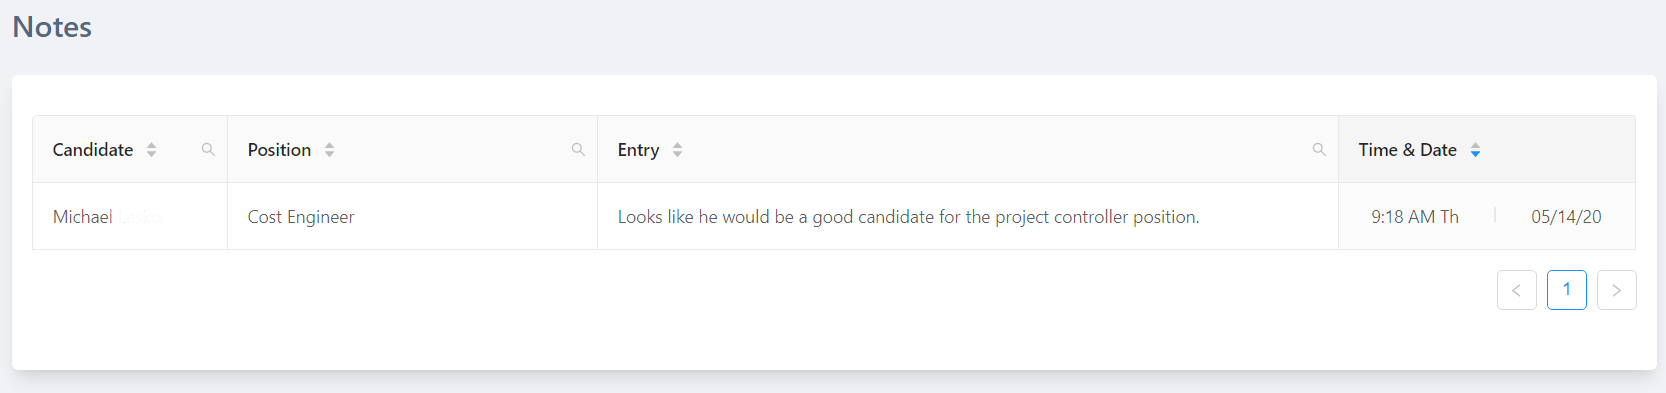 Notes
Candidate Position Entry Time & Date
Michael Cost Engineer Looks like he would be a good candidate for the project controller position. 9:18 AM Th 05/14/20
1